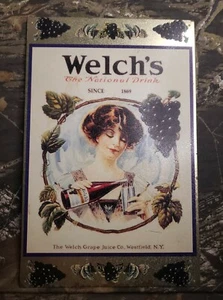 Welch's
The National Drink
SINCE 1869
The Welch Grape Juice Co. Westfield, N.Y.